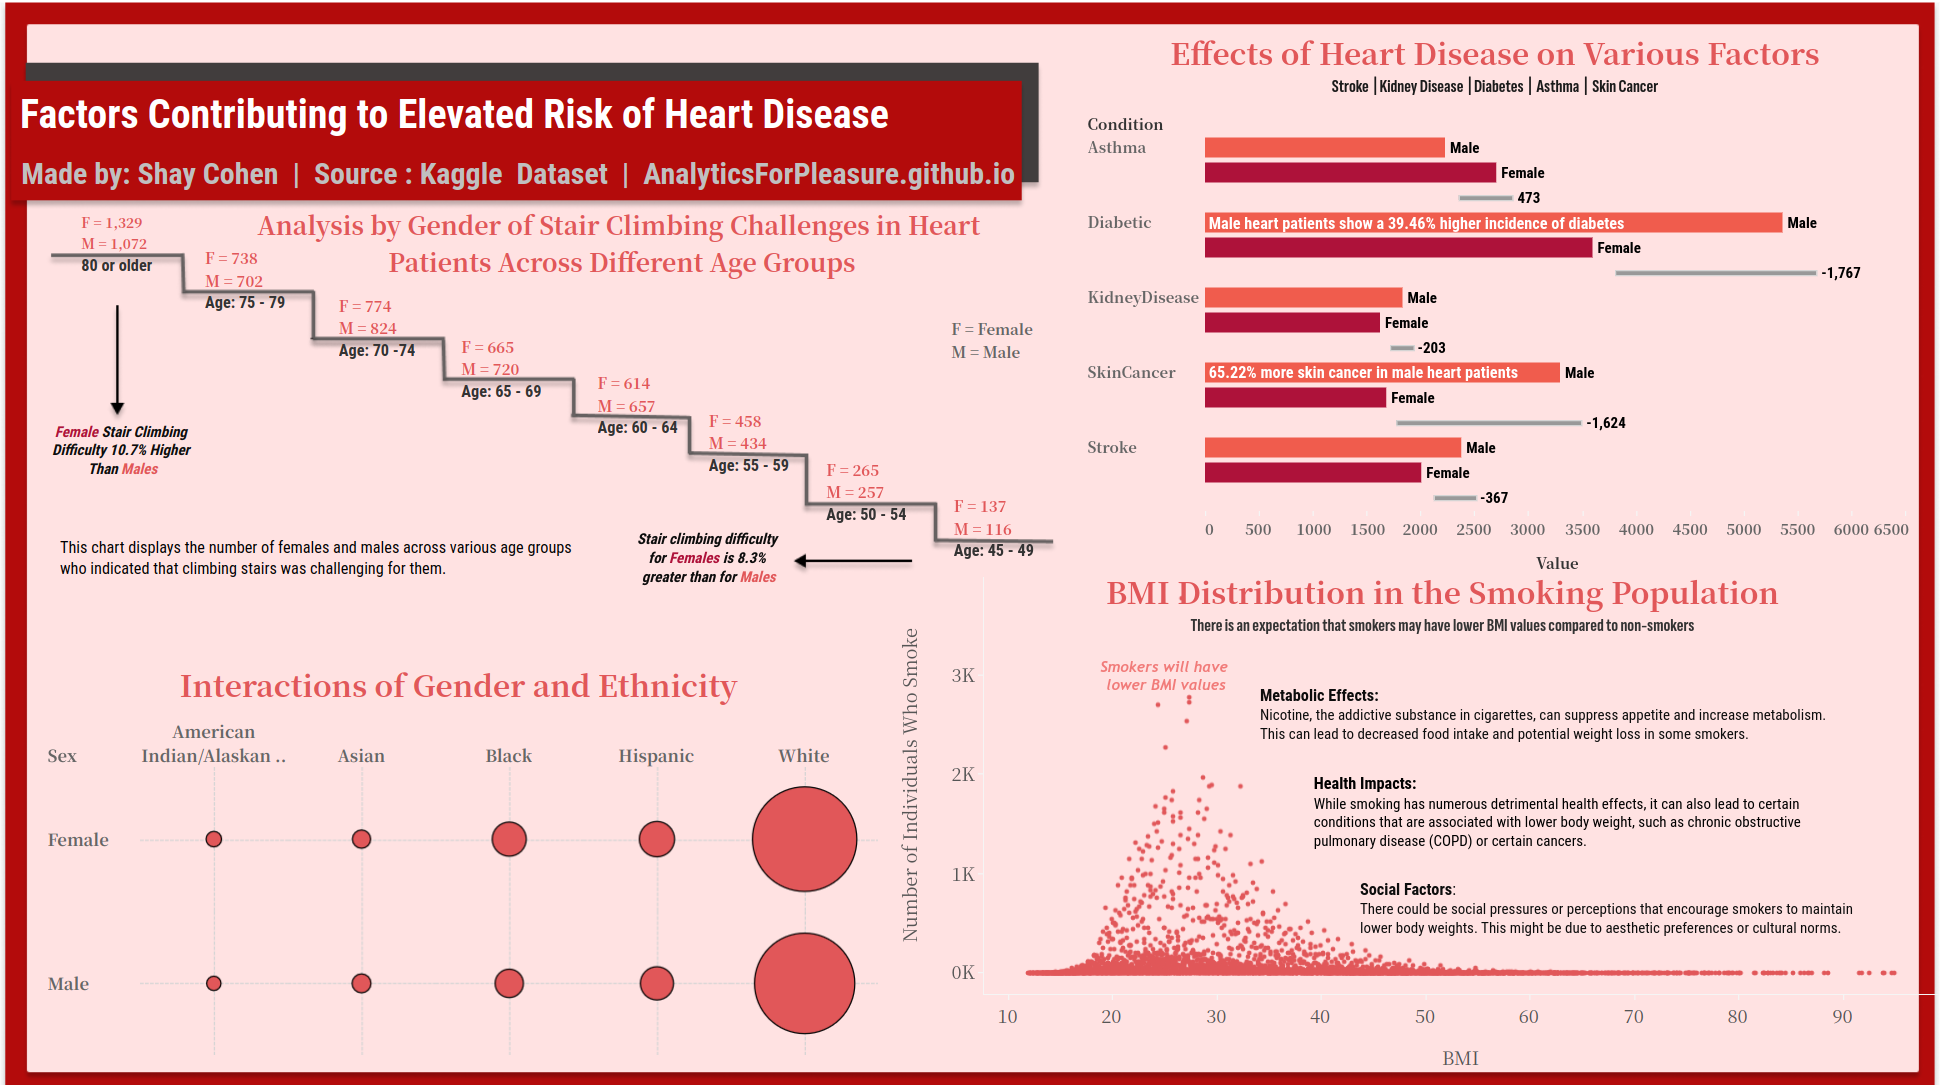 Factors Contributing to Elevated Risk of Heart Disease
Made by: Shay Cohen | Source : Kaggle Dataset | AnalyticsForPleasure.github.io
Analysis by Gender of Stair Climbing Challenges in Heart
Patients Across Different Age Groups
F = 1,329
M = 1,072
80 or older
F = 738
M = 702
Age: 75 - 79
F = 774
M = 824
Age: 70 -74
F = 665
M = 720
Age: 65 - 69
F = 614
M = 657
Age: 60 - 64
F = 458
M = 434
Age: 55 - 59
F = 265
M = 257
Age: 50 - 54
F = 137
M = 116
Age: 45 - 49
F = Female
M = Male
Female Stair Climbing
Difficulty 10.7% Higher
Than Males
Stair climbing difficulty
for Females is 8.3%
greater than for Males
This chart displays the number of females and males across various age groups
who indicated that climbing stairs was challenging for them.
Effects of Heart Disease on Various Factors
Stroke | Kidney Disease | Diabetes | Asthma | Skin Cancer
Condition
Asthma
Male
Female
473
Diabetic
Male heart patients show a 39.46% higher incidence of diabetes
Male
Female
-1,767
KidneyDisease
Male
Female
-203
SkinCancer
65.22% more skin cancer in male heart patients
Male
Female
-1,624
Stroke
Male
Female
-367
0 500 1000 1500 2000 2500 3000 3500 4000 4500 5000 5500 6000 6500
Value
Interactions of Gender and Ethnicity
Sex
American
Indian/Alaskan ..
Asian
Black
Hispanic
White
Female
Male
BMI Distribution in the Smoking Population
There is an expectation that smokers may have lower BMI values compared to non-smokers
Number of Individuals Who Smoke
3K
2K
1K
0K
Smokers will have
lower BMI values
Metabolic Effects:
Nicotine, the addictive substance in cigarettes, can suppress appetite and increase metabolism.
This can lead to decreased food intake and potential weight loss in some smokers.
Health Impacts:
While smoking has numerous detrimental health effects, it can also lead to certain
conditions that are associated with lower body weight, such as chronic obstructive
pulmonary disease (COPD) or certain cancers.
Social Factors:
There could be social pressures or perceptions that encourage smokers to maintain
lower body weights. This might be due to aesthetic preferences or cultural norms.
10 20 30 40 50 60 70 80 90
BMI